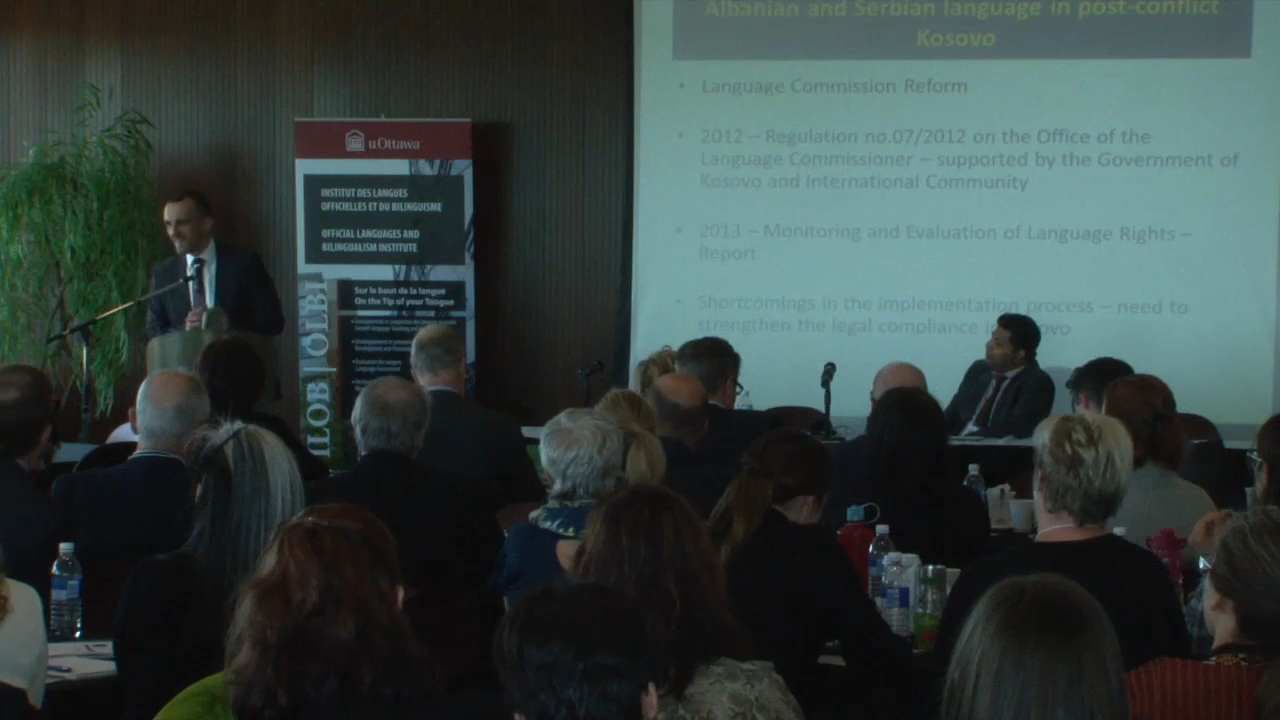 Albanian and Serbian language in post-conflict
Kosovo
• Language Commission Reform
• 2012 – Regulation no.07/2012 on the Office of the
Language Commissioner – supported by the Government of
Kosovo and International Community
• 2013 – Monitoring and Evaluation of Language Rights –
Report
• Shortcomings in the implementation process – need to
strengthen the legal compliance in
uOttawa
INSTITUT DES LANGUES
OFFICIELLES ET DU BILINGUISME
OFFICIAL LANGUAGES AND
BILINGUALISM INSTITUTE
Sur le bout de la langue
On the Tip of your Tongue
ILOB | OLBI